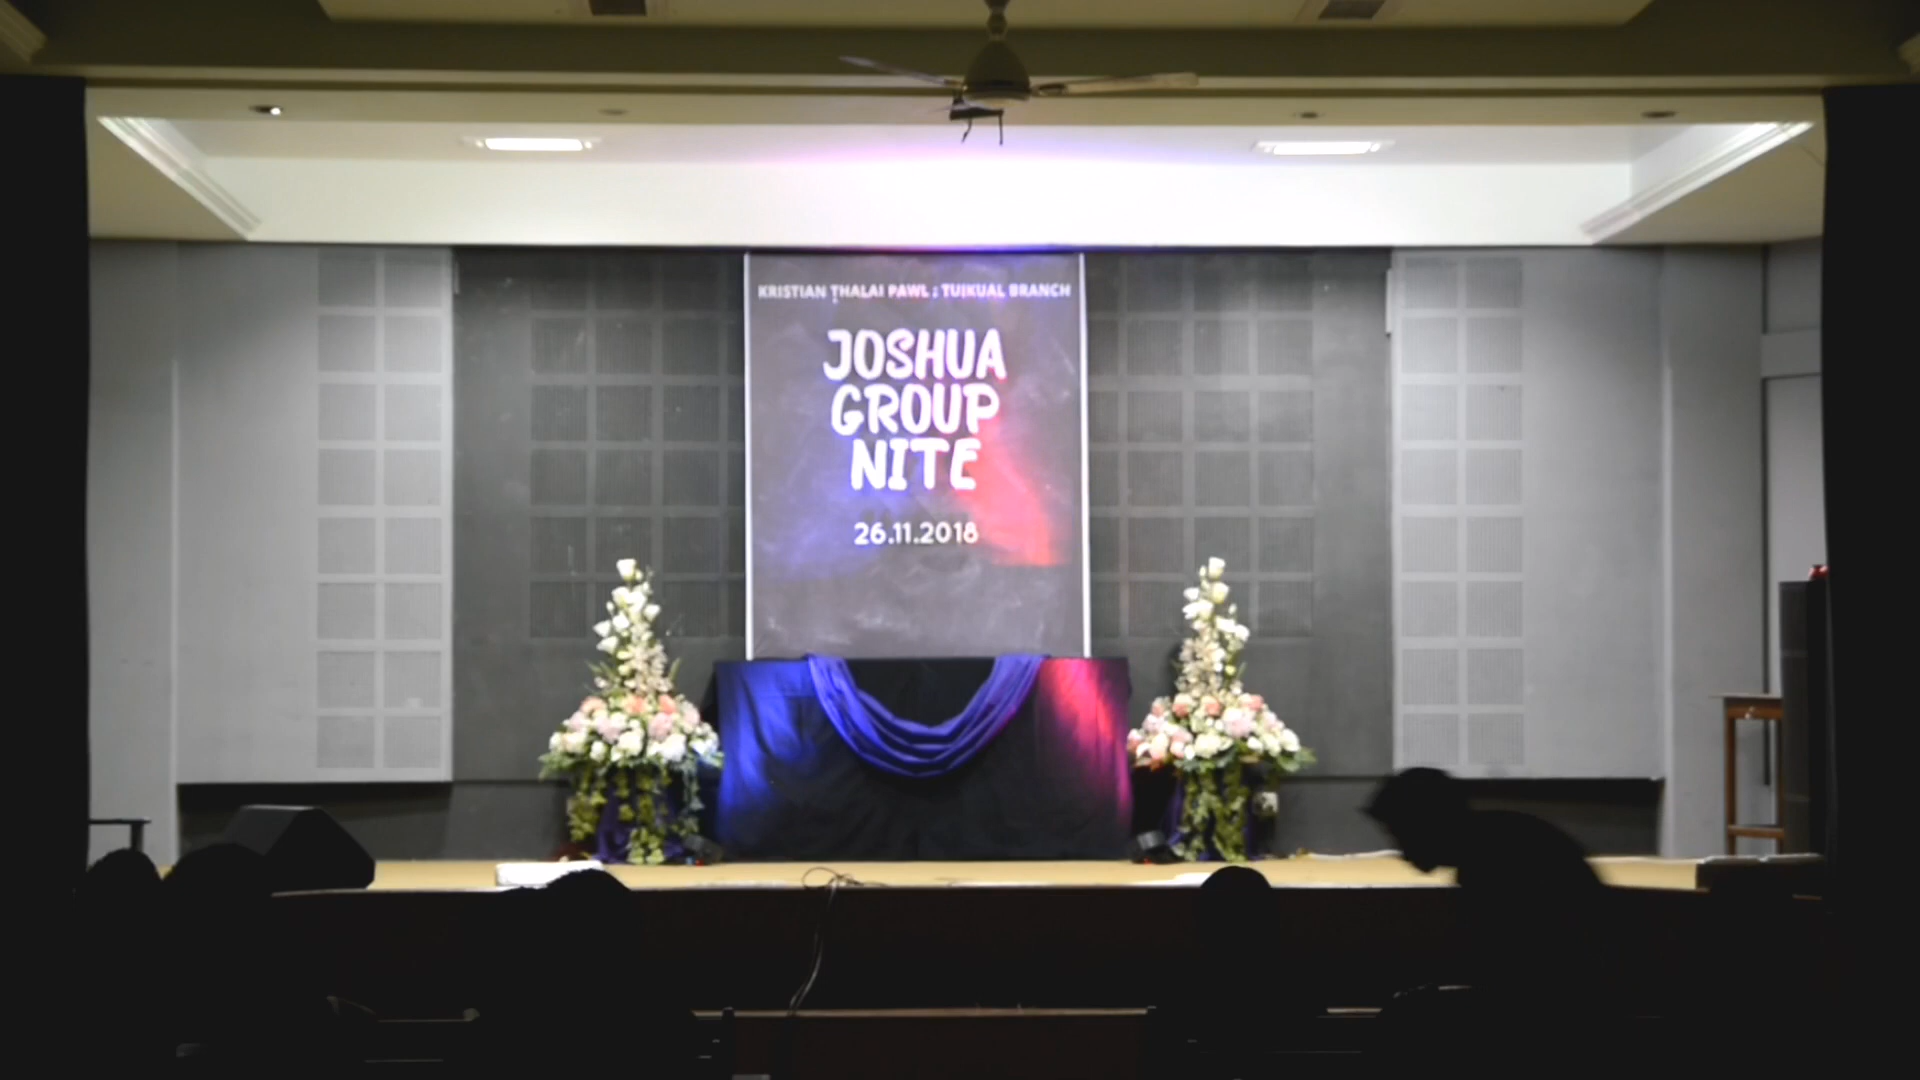 KRISTIAN ṬHALAI PAWL : TUIKUAL BRANCH
JOSHUA
GROUP
NITE
26.11.2018